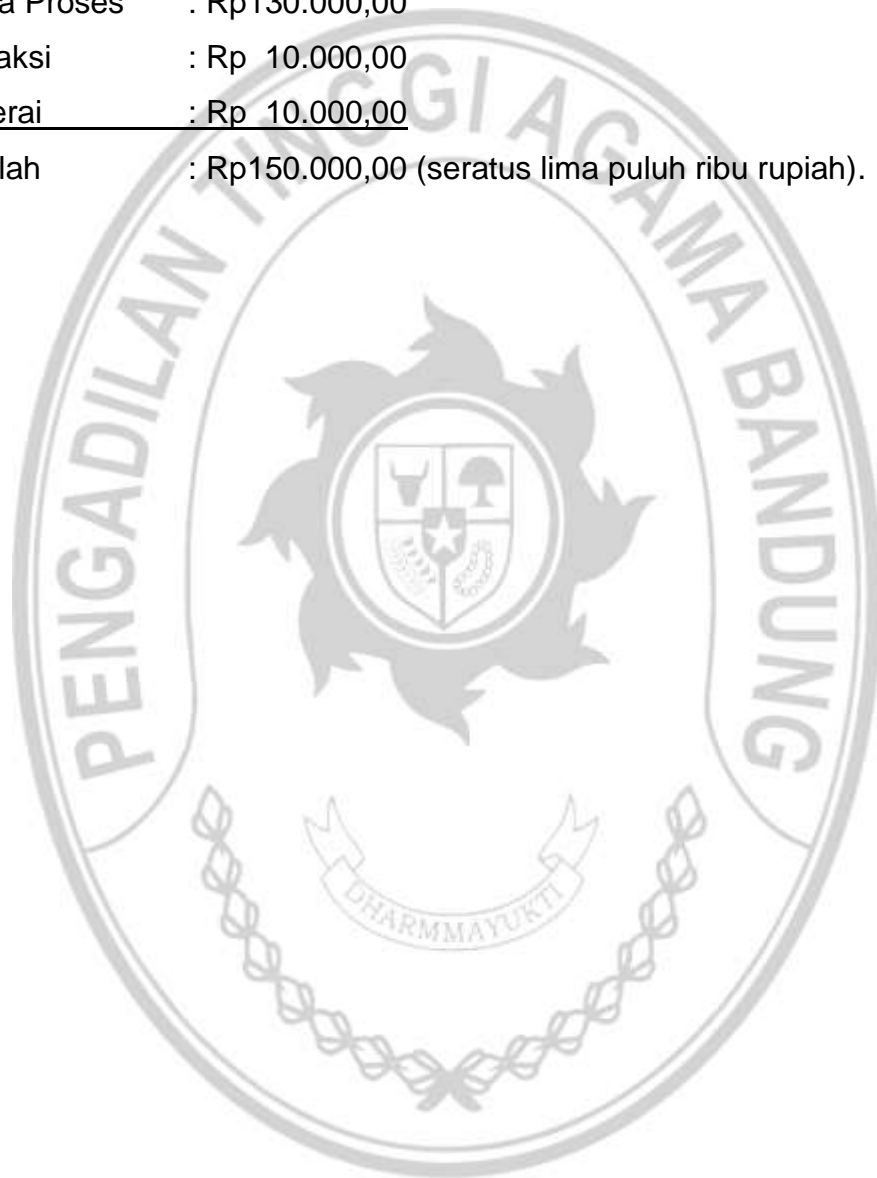 a Proses : Rp130.000,00
aksi : Rp 10.000,00
erai : Rp 10.000,00
lah : Rp150.000,00 (seratus lima puluh ribu rupiah).
PENGADILAN TINGGI AGAMA BANDUNG
DHARMMAYUKTI